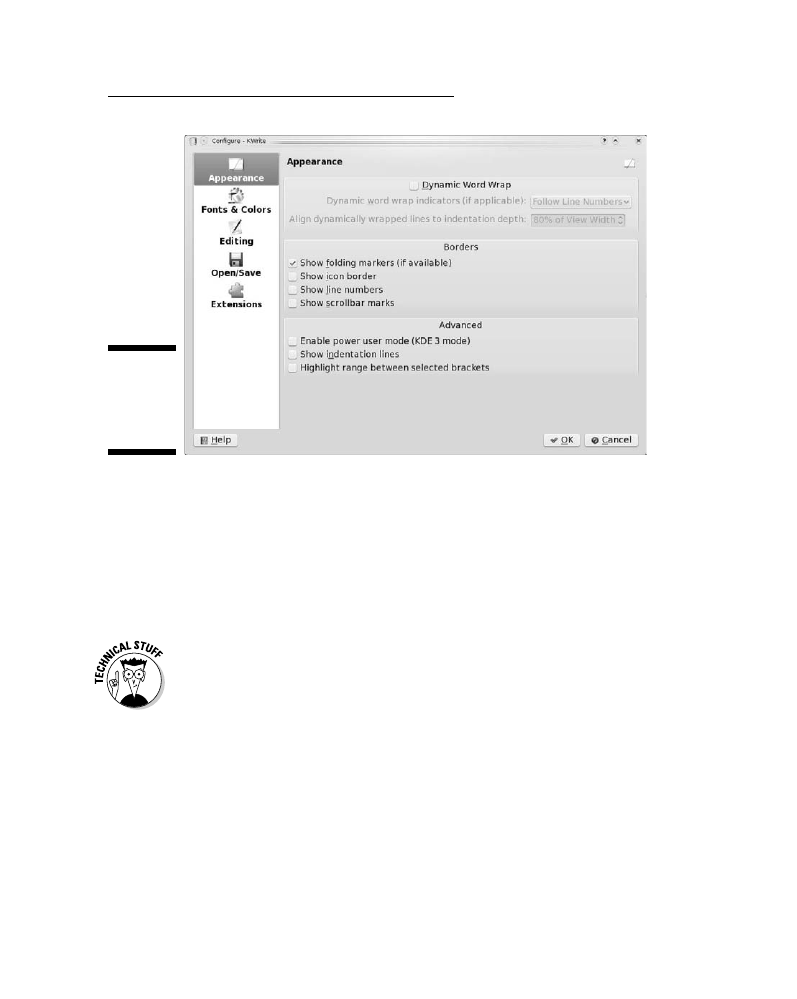 Configure - KWrite
Appearance
Fonts & Colors
Editing
Open/Save
Extensions
Appearance
Dynamic Word Wrap
Dynamic word wrap indicators (if applicable): Follow Line Numbers
Align dynamically wrapped lines to indentation depth: 80% of View Width
Borders
Show folding markers (if available)
Show icon border
Show line numbers
Show scrollbar marks
Advanced
Enable power user mode (KDE 3 mode)
Show indentation lines
Highlight range between selected brackets
Help
OK
Cancel
TECHNICAL STUFF